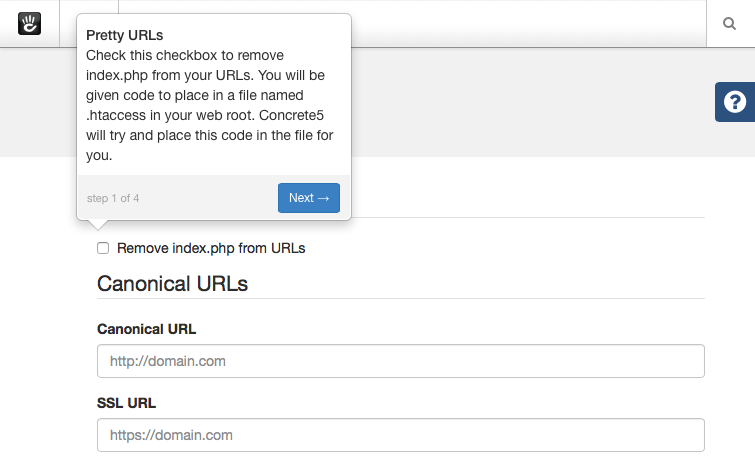 Pretty URLs
Check this checkbox to remove
index.php from your URLs. You will be
given code to place in a file named
.htaccess in your web root. Concrete5
will try and place this code in the file for
you.
step 1 of 4
Next →
?
Remove index.php from URLs
Canonical URLs
Canonical URL
http://domain.com
SSL URL
https://domain.com